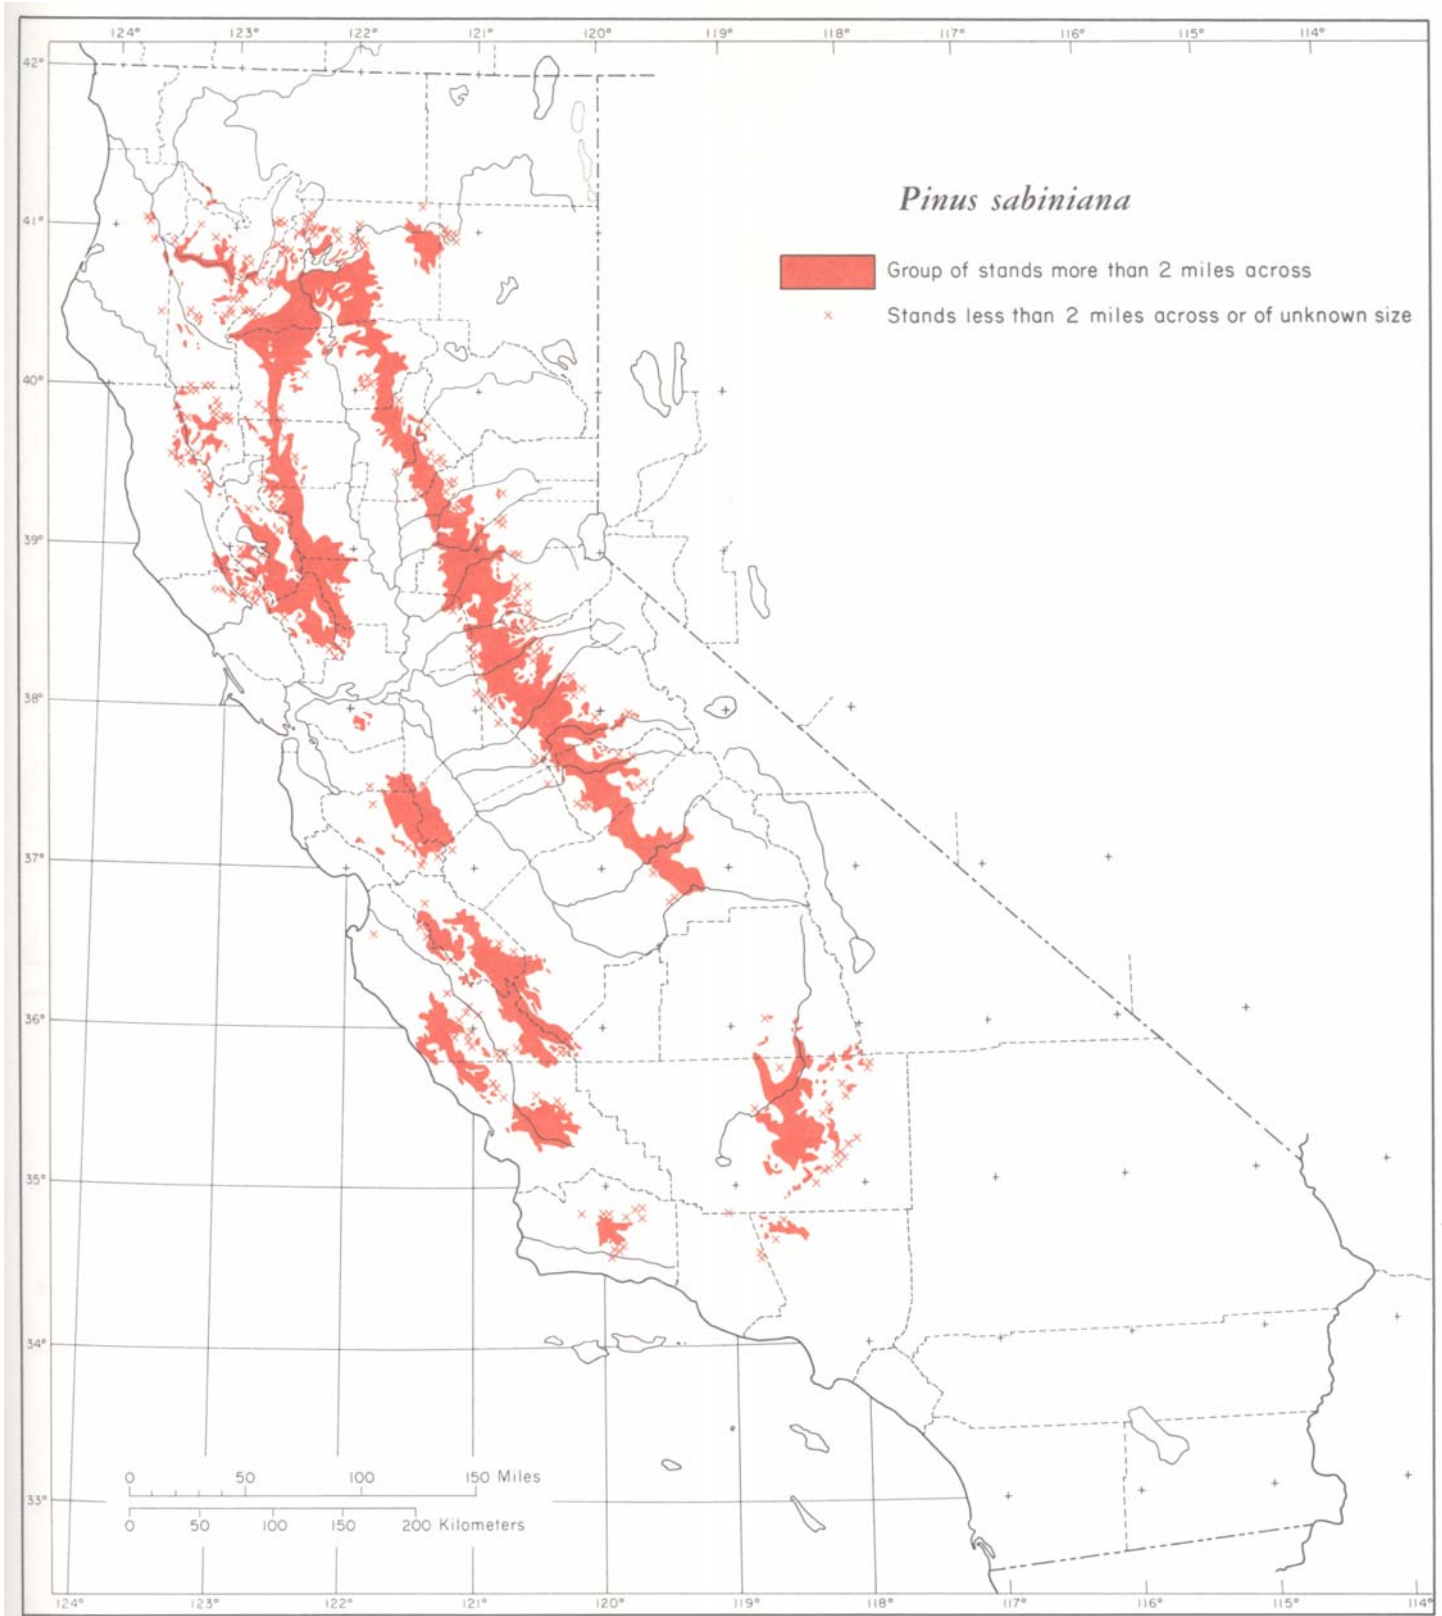 124° 123° 122° 121° 120° 119° 118° 117° 116° 115° 114°
42°
41°
Pinus sabiniana
Group of stands more than 2 miles across
× Stands less than 2 miles across or of unknown size
40°
39°
38°
37°
36°
35°
34°
0 50 100 150 Miles
33°
0 50 100 150 200 Kilometers
124° 123° 122° 121° 120° 119° 118° 117° 116° 115° 114°